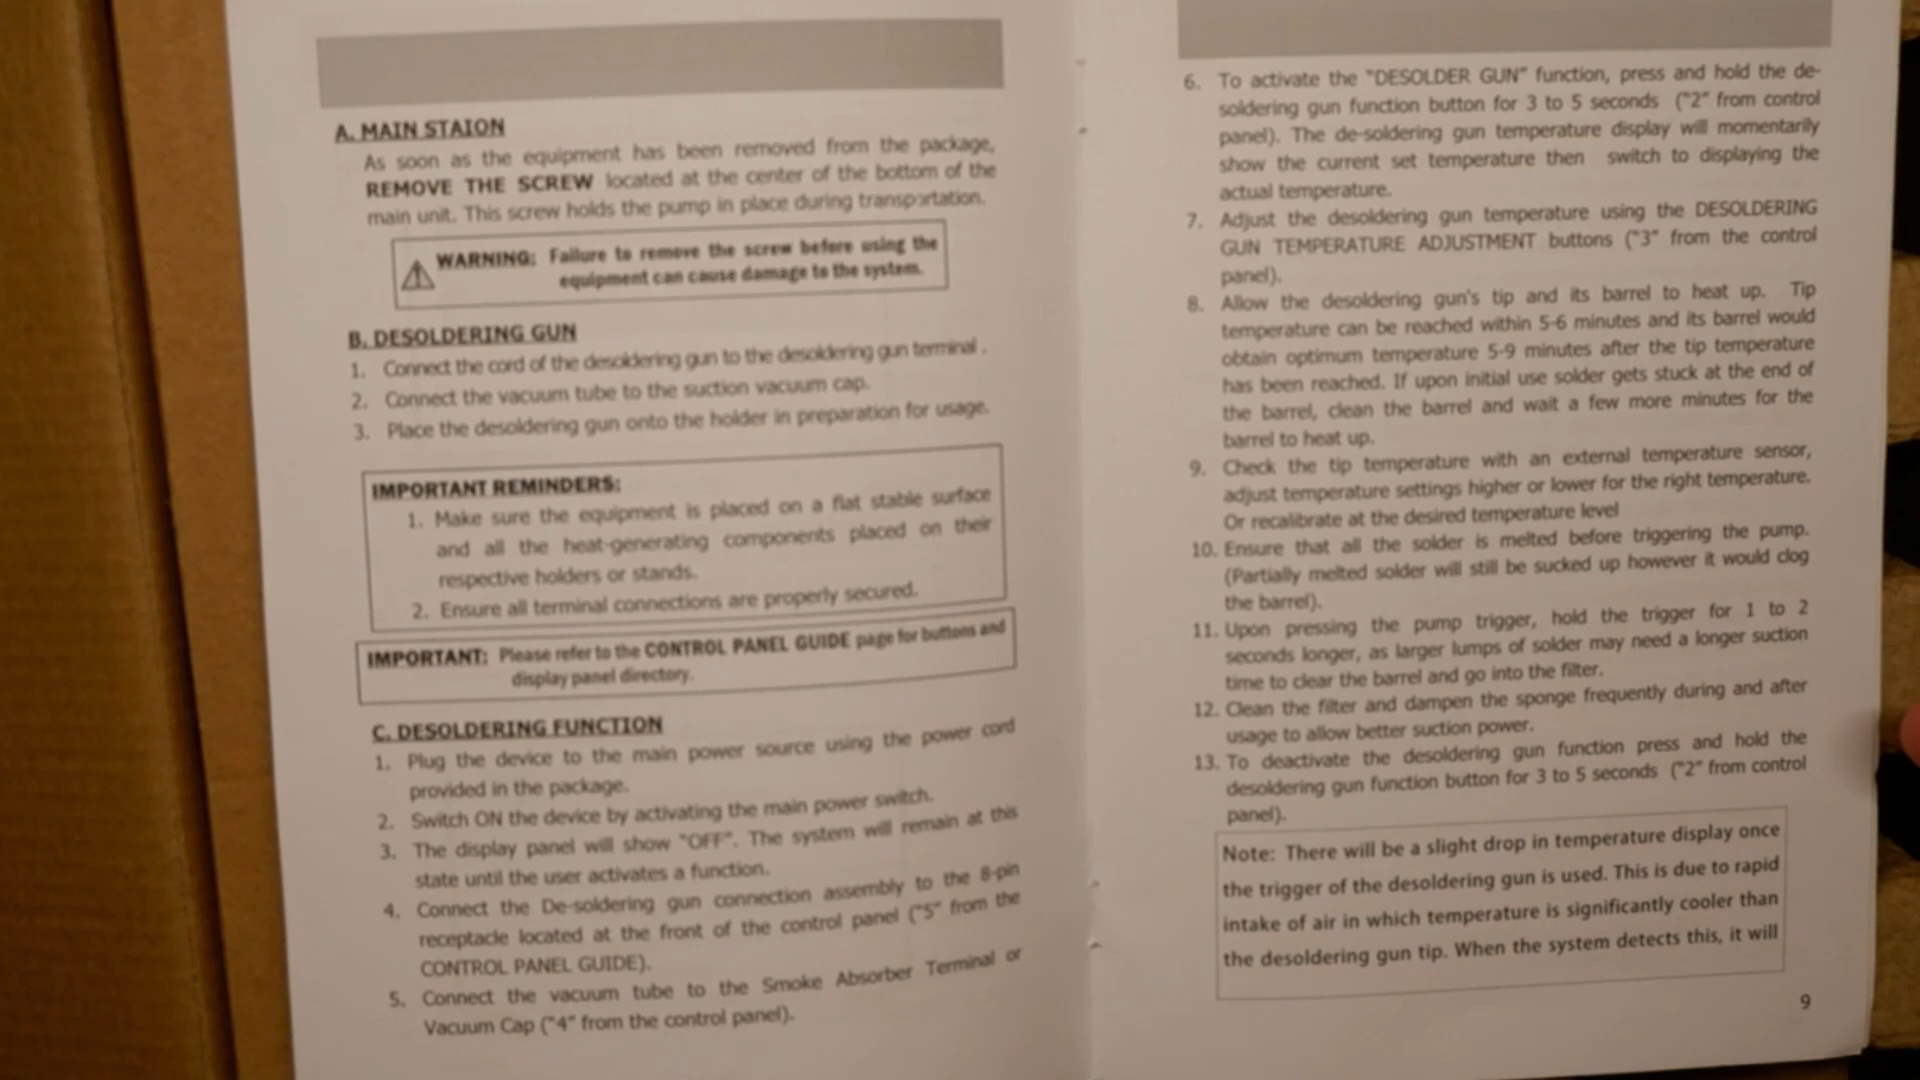 A. MAIN STAION
As soon as the equipment has been removed from the package,
REMOVE THE SCREW located at the center of the bottom of the
main unit. This screw holds the pump in place during transportation.
WARNING: Failure to remove the screw before using the
equipment can cause damage to the system.
B. DESOLDERING GUN
1. Connect the cord of the desoldering gun to the desoldering gun terminal .
2. Connect the vacuum tube to the suction vacuum cap.
3. Place the desoldering gun onto the holder in preparation for usage.
IMPORTANT REMINDERS:
1. Make sure the equipment is placed on a flat stable surface
and all the heat-generating components placed on their
respective holders or stands.
2. Ensure all terminal connections are properly secured.
IMPORTANT: Please refer to the CONTROL PANEL GUIDE page for buttons and
display panel directory.
C. DESOLDERING FUNCTION
1. Plug the device to the main power source using the power cord
provided in the package.
2. Switch ON the device by activating the main power switch.
3. The display panel will show "OFF". The system will remain at this
state until the user activates a function.
4. Connect the De-soldering gun connection assembly to the 8-pin
receptacle located at the front of the control panel ("5" from the
CONTROL PANEL GUIDE).
5. Connect the vacuum tube to the Smoke Absorber Terminal or
Vacuum Cap ("4" from the control panel).
6. To activate the "DESOLDER GUN" function, press and hold the de-
soldering gun function button for 3 to 5 seconds ("2" from control
panel). The de-soldering gun temperature display will momentarily
show the current set temperature then switch to displaying the
actual temperature.
7. Adjust the desoldering gun temperature using the DESOLDERING
GUN TEMPERATURE ADJUSTMENT buttons ("3" from the control
panel).
8. Allow the desoldering gun's tip and its barrel to heat up. Tip
temperature can be reached within 5-6 minutes and its barrel would
obtain optimum temperature 5-9 minutes after the tip temperature
has been reached. If upon initial use solder gets stuck at the end of
the barrel, clean the barrel and wait a few more minutes for the
barrel to heat up.
9. Check the tip temperature with an external temperature sensor,
adjust temperature settings higher or lower for the right temperature.
Or recalibrate at the desired temperature level
10. Ensure that all the solder is melted before triggering the pump.
(Partially melted solder will still be sucked up however it would clog
the barrel).
11. Upon pressing the pump trigger, hold the trigger for 1 to 2
seconds longer, as larger lumps of solder may need a longer suction
time to clear the barrel and go into the filter.
12. Clean the filter and dampen the sponge frequently during and after
usage to allow better suction power.
13. To deactivate the desoldering gun function press and hold the
desoldering gun function button for 3 to 5 seconds ("2" from control
panel).
Note: There will be a slight drop in temperature display once
the trigger of the desoldering gun is used. This is due to rapid
intake of air in which temperature is significantly cooler than
the desoldering gun tip. When the system detects this, it will
9